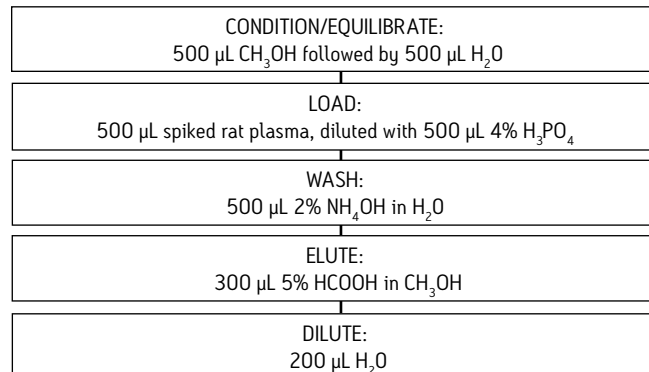 CONDITION/EQUILIBRATE:
500 µL CH₃OH followed by 500 µL H₂O
LOAD:
500 µL spiked rat plasma, diluted with 500 µL 4% H₃PO₄
WASH:
500 µL 2% NH₄OH in H₂O
ELUTE:
300 µL 5% HCOOH in CH₃OH
DILUTE:
200 µL H₂O